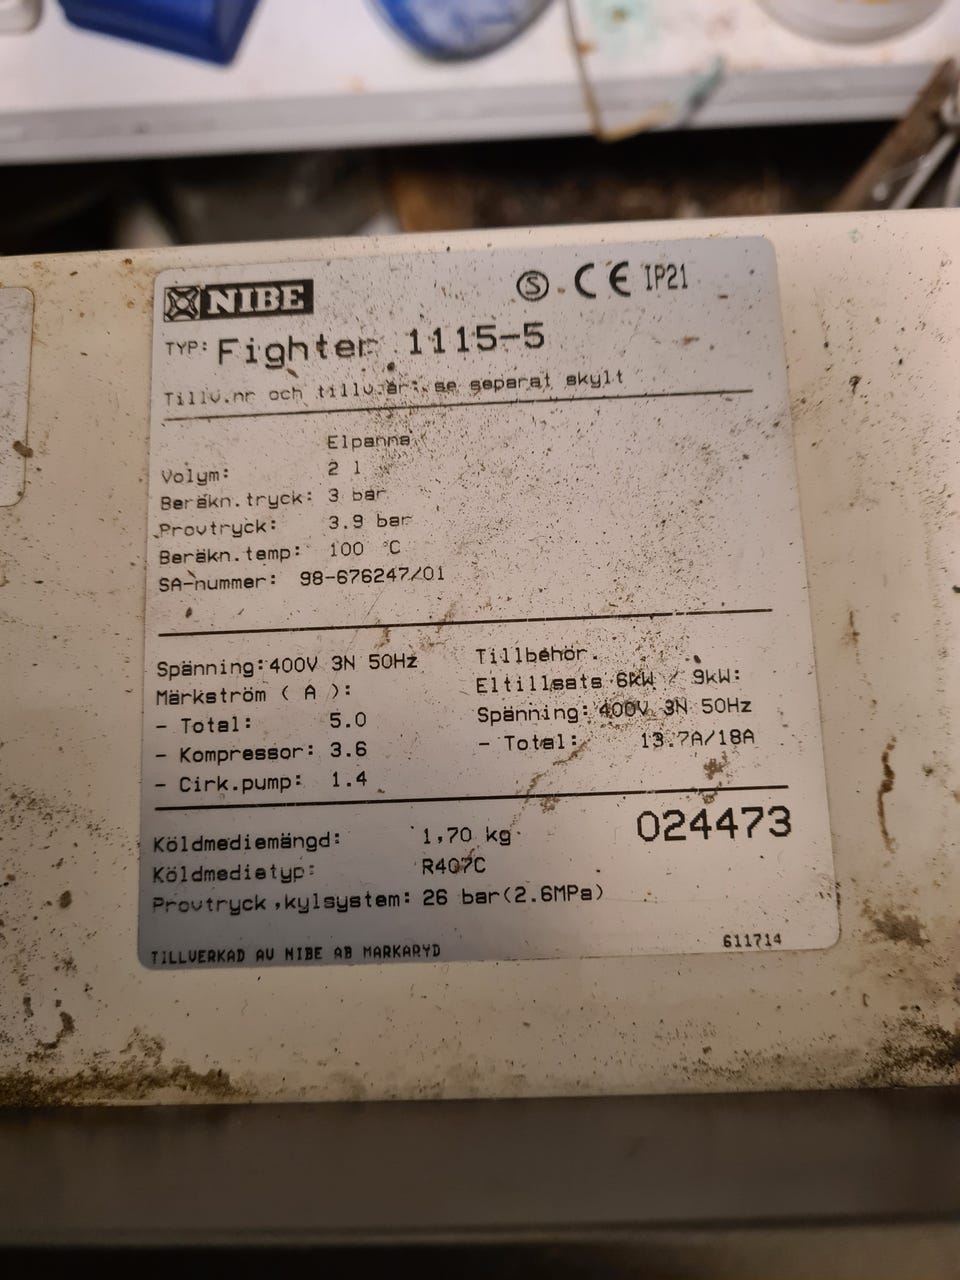 NIBE S CE IP21
TYP: Fighter 1115-5
Tillv.nr och tillv.år: se separat skylt
Elpanna
Volym: 2 l
Beräkn.tryck: 3 bar
Provtryck: 3.9 bar
Beräkn.temp: 100 °C
SA-nummer: 98-676247/01
Spänning: 400V 3N 50Hz
Märkström ( A ):
- Total: 5.0
- Kompressor: 3.6
- Cirk.pump: 1.4
Tillbehör.
Eltillsats 6kW / 9kW:
Spänning: 400V 3N 50Hz
- Total: 13.7A/18A
Köldmediemängd: 1,70 kg
Köldmedietyp: R407C
Provtryck,kylsystem: 26 bar(2.6MPa)
024473
TILLVERKAD AV NIBE AB MARKARYD
611714